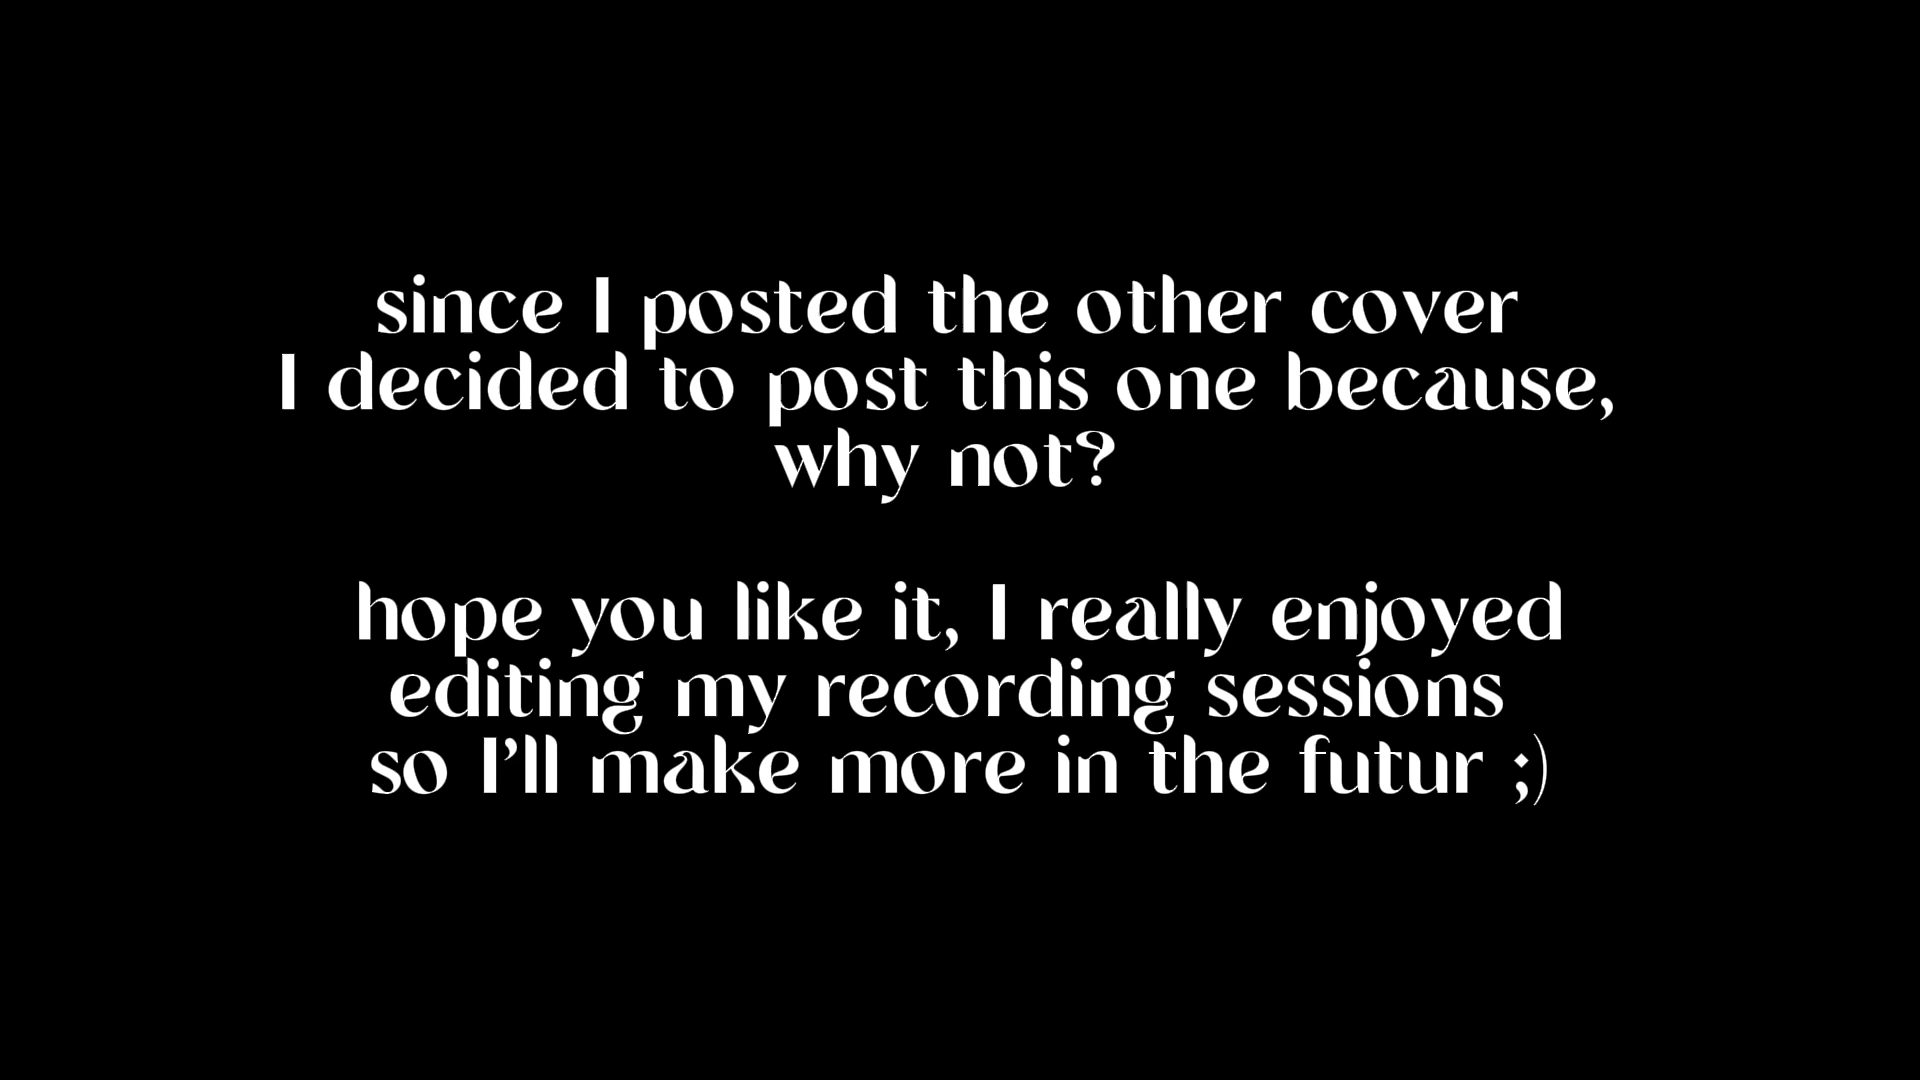 since I posted the other cover
I decided to post this one because,
why not?
hope you like it, I really enjoyed
editing my recording sessions
so I’ll make more in the futur ;)